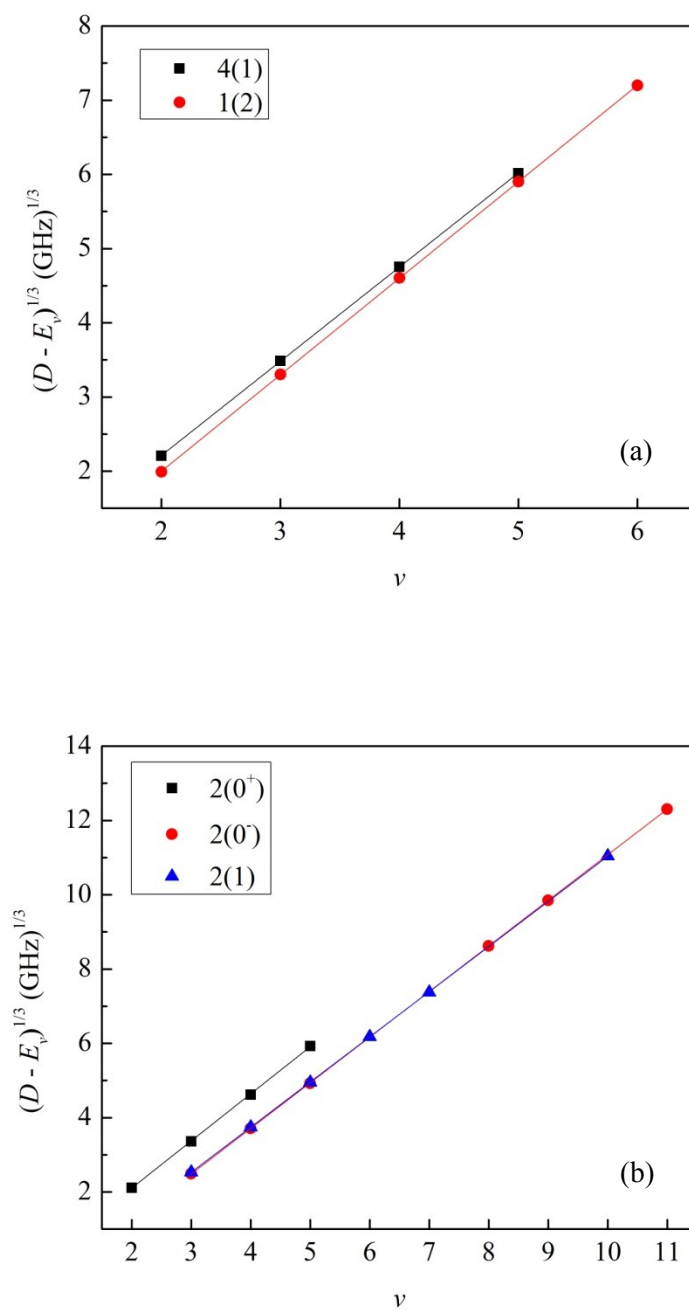 8
7
6
5
4
3
2
(D - E_v)^{1/3} (GHz)^{1/3}
4(1)
1(2)
(a)
2 3 4 5 6
v
14
12
10
8
6
4
2
(D - E_v)^{1/3} (GHz)^{1/3}
2(0^+)
2(0^-)
2(1)
(b)
2 3 4 5 6 7 8 9 10 11
v